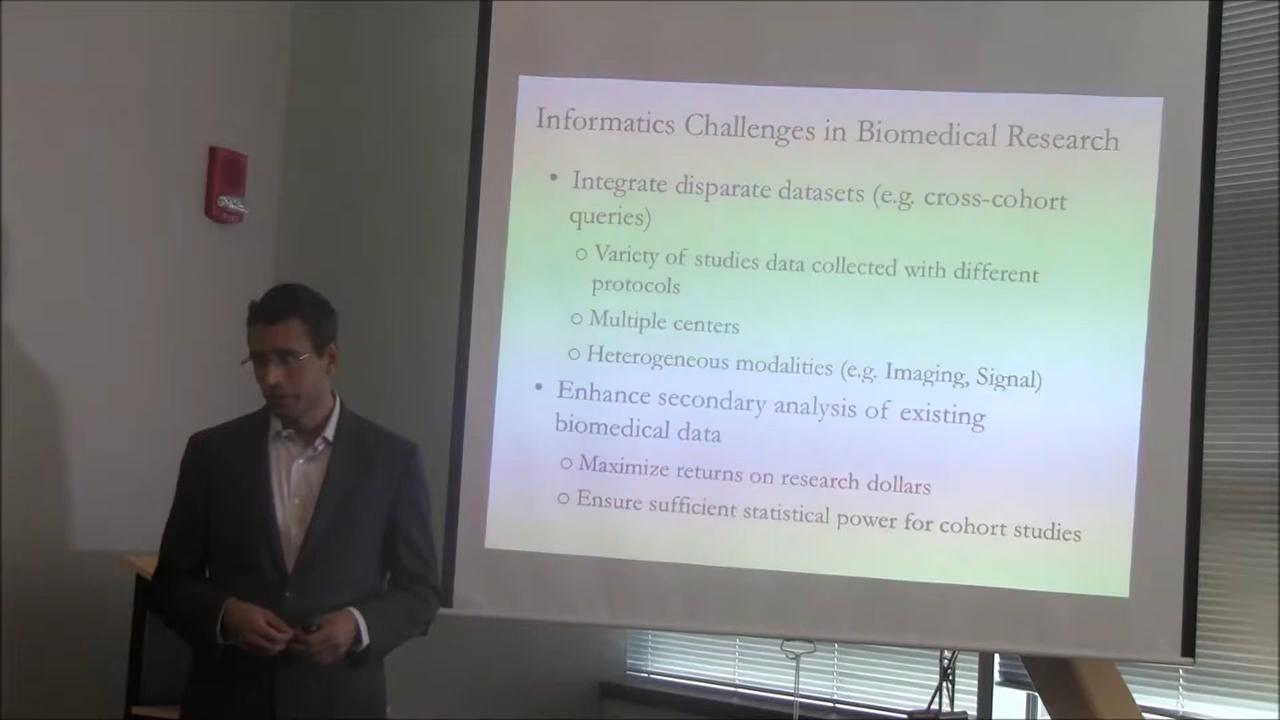 Informatics Challenges in Biomedical Research
• Integrate disparate datasets (e.g. cross-cohort
queries)
○ Variety of studies data collected with different
protocols
○ Multiple centers
○ Heterogeneous modalities (e.g. Imaging, Signal)
• Enhance secondary analysis of existing
biomedical data
○ Maximize returns on research dollars
○ Ensure sufficient statistical power for cohort studies